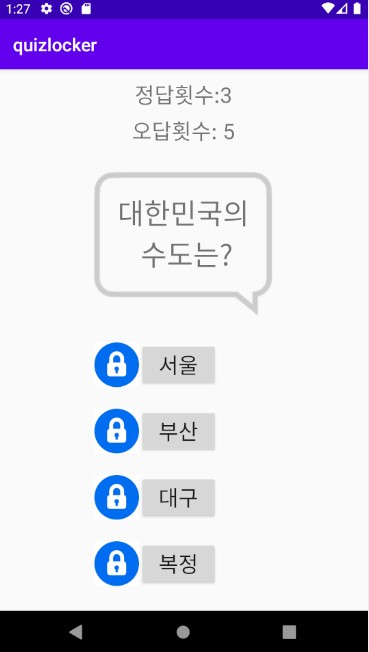 1:27
quizlocker
정답횟수:3
오답횟수: 5
대한민국의
수도는?
서울
부산
대구
복정